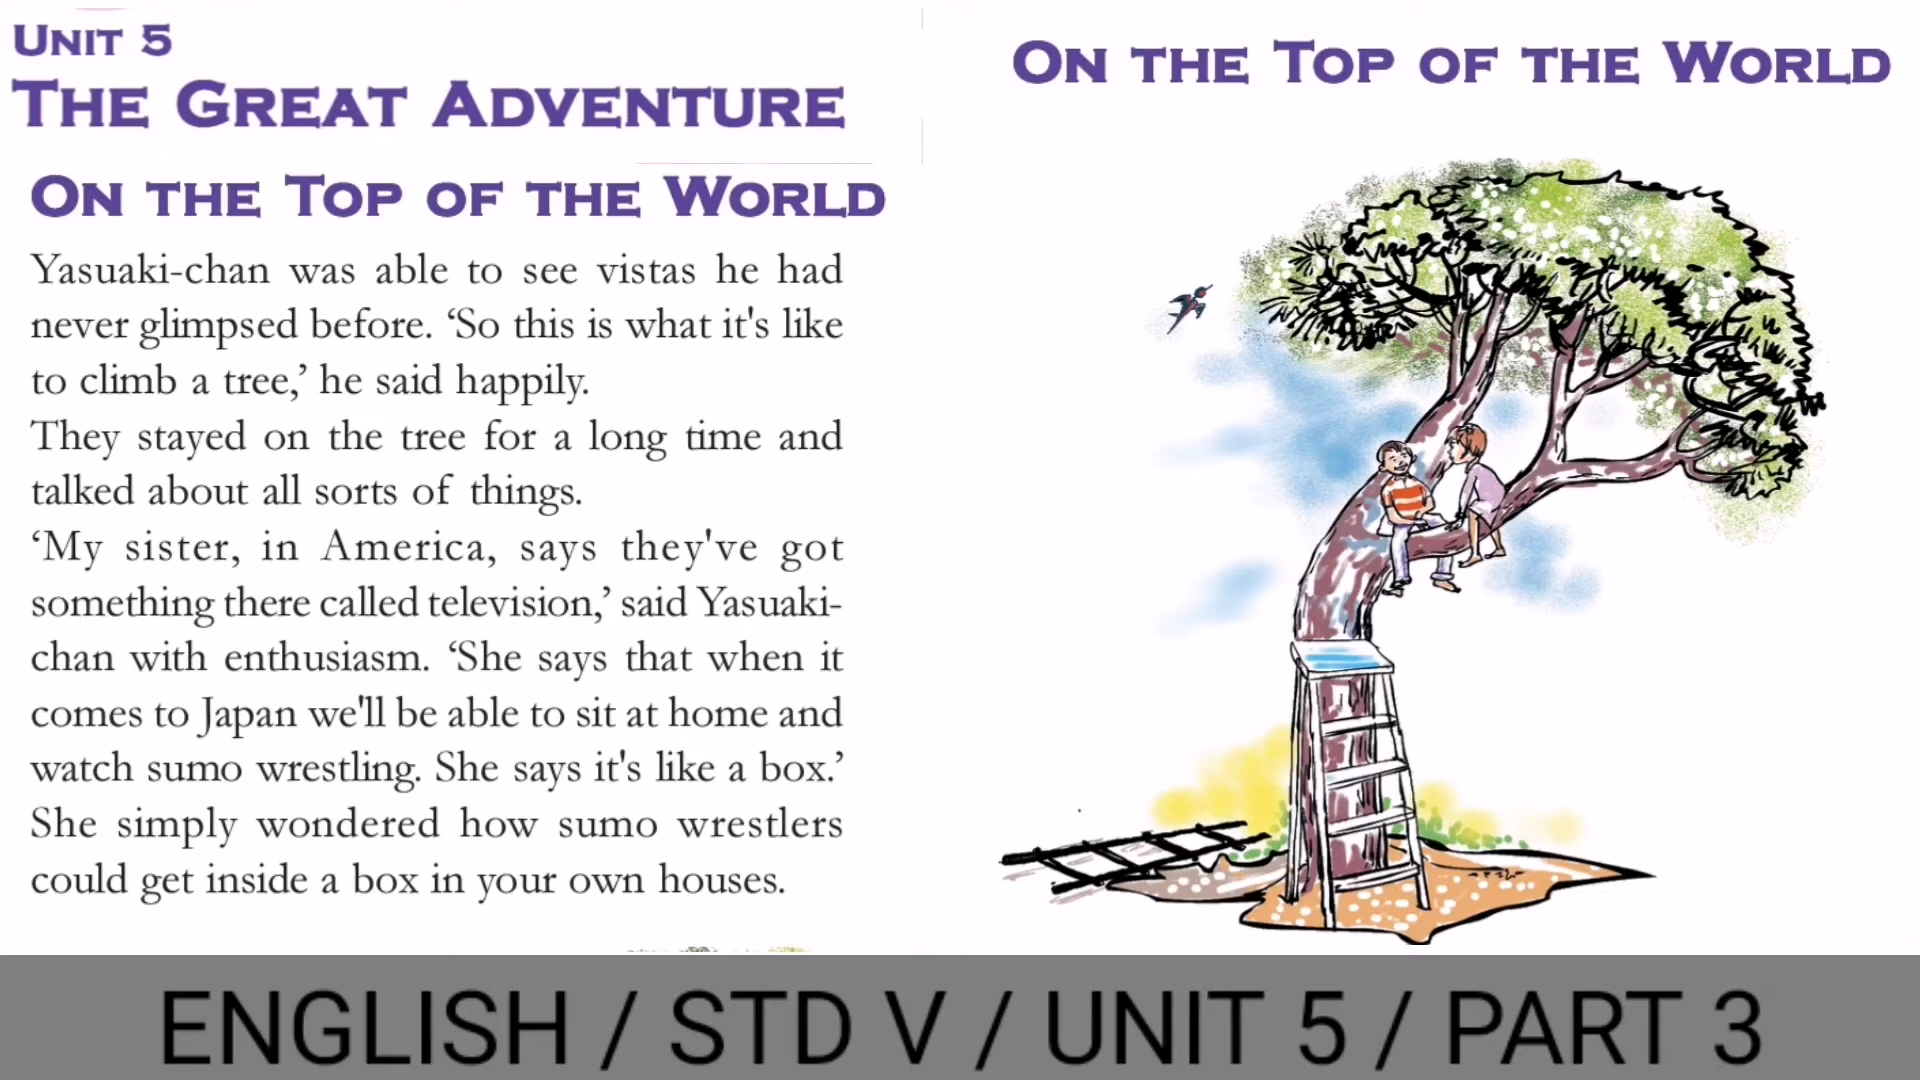 UNIT 5
THE GREAT ADVENTURE
ON THE TOP OF THE WORLD
Yasuaki-chan was able to see vistas he had
never glimpsed before. ‘So this is what it's like
to climb a tree,’ he said happily.
They stayed on the tree for a long time and
talked about all sorts of things.
‘My sister, in America, says they've got
something there called television,’ said Yasuaki-
chan with enthusiasm. ‘She says that when it
comes to Japan we'll be able to sit at home and
watch sumo wrestling. She says it's like a box.’
She simply wondered how sumo wrestlers
could get inside a box in your own houses.
ON THE TOP OF THE WORLD
ENGLISH / STD V / UNIT 5 / PART 3